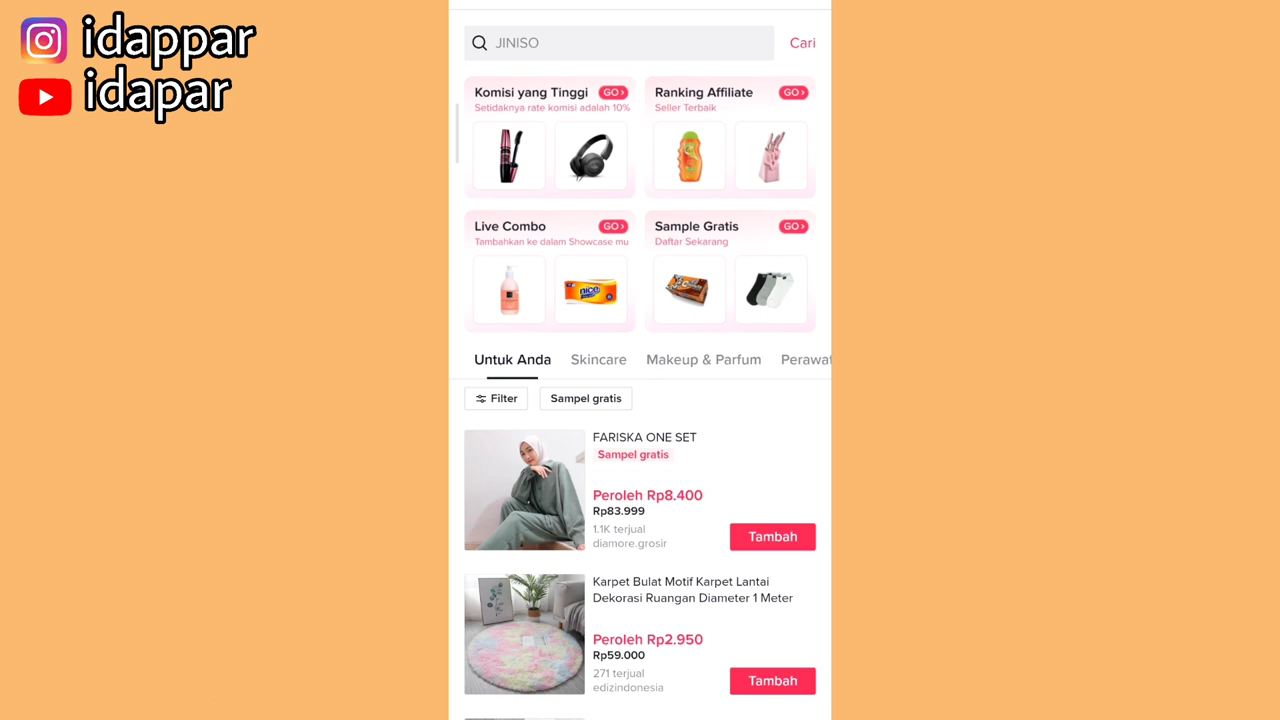 idappar
idapar
JINISO
Cari
Komisi yang Tinggi
GO
Setidaknya rate komisi adalah 10%
Ranking Affiliate
GO
Seller Terbaik
Live Combo
GO
Tambahkan ke dalam Showcase mu
Sample Gratis
GO
Daftar Sekarang
nice
Untuk Anda
Skincare
Makeup & Parfum
Perawat
Filter
Sampel gratis
FARISKA ONE SET
Sampel gratis
Peroleh Rp8.400
Rp83.999
1.1K terjual
diamore.grosir
Tambah
Karpet Bulat Motif Karpet Lantai
Dekorasi Ruangan Diameter 1 Meter
Peroleh Rp2.950
Rp59.000
271 terjual
edizindonesia
Tambah